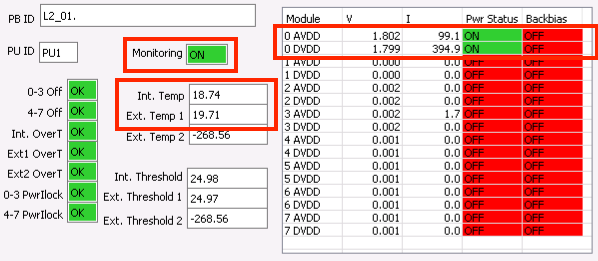 PB ID L2_01.
PU ID PU1
Monitoring ON
0-3 Off OK
4-7 Off OK
Int. OverT OK
Ext1 OverT OK
Ext2 OverT OK
0-3 PwrIlock OK
4-7 PwrIlock OK
Int. Temp 18.74
Ext. Temp 1 19.71
Ext. Temp 2 -268.56
Int. Threshold 24.98
Ext. Threshold 1 24.97
Ext. Threshold 2 -268.56
Module V I Pwr Status Backbias
0 AVDD 1.802 99.1 ON OFF
0 DVDD 1.799 394.9 ON OFF
1 AVDD 0.000 0.0 OFF OFF
1 DVDD 0.000 0.0 OFF OFF
2 AVDD 0.002 0.0 OFF OFF
2 DVDD 0.002 0.0 OFF OFF
3 AVDD 0.002 1.7 OFF OFF
3 DVDD 0.002 0.0 OFF OFF
4 AVDD 0.001 0.0 OFF OFF
4 DVDD 0.001 0.0 OFF OFF
5 AVDD 0.001 0.0 OFF OFF
5 DVDD 0.001 0.0 OFF OFF
6 AVDD 0.001 0.0 OFF OFF
6 DVDD 0.001 0.0 OFF OFF
7 AVDD 0.001 0.0 OFF OFF
7 DVDD 0.001 0.0 OFF OFF